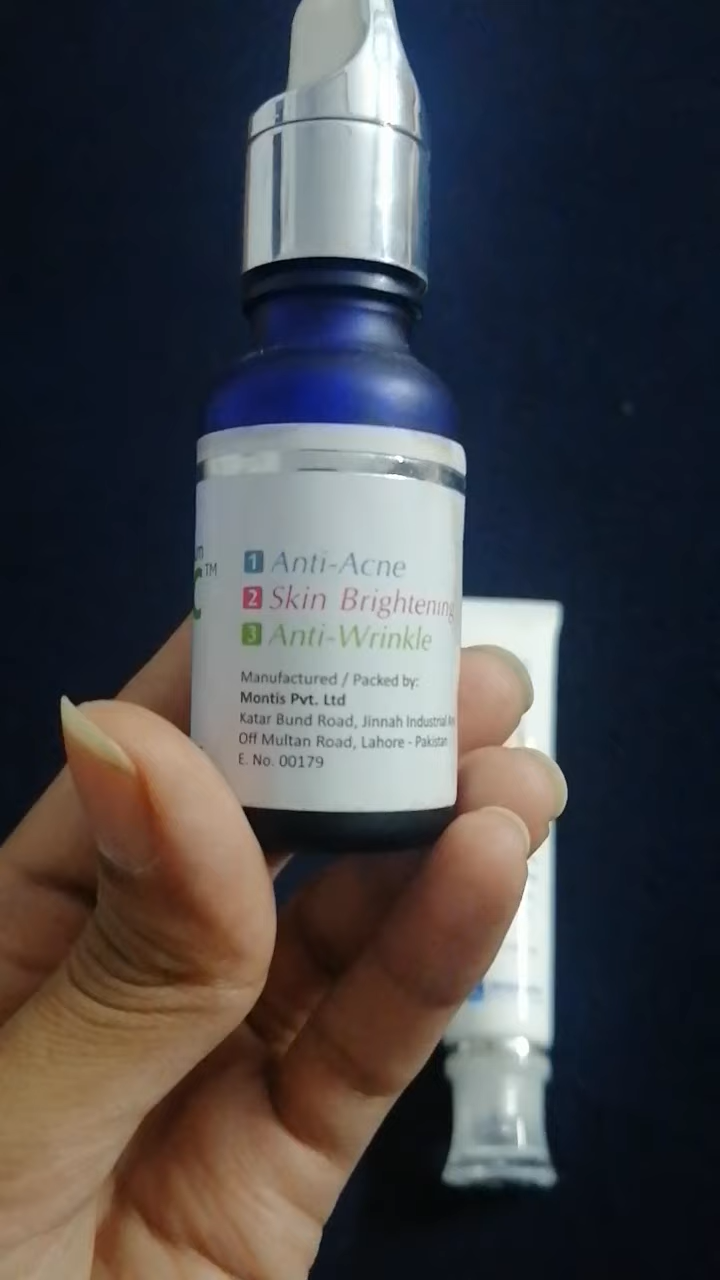 TM
1 Anti-Acne
2 Skin Brightening
3 Anti-Wrinkle
Manufactured / Packed by:
Montis Pvt. Ltd
Katar Bund Road, Jinnah Industrial
Off Multan Road, Lahore - Pakistan
E. No. 00179